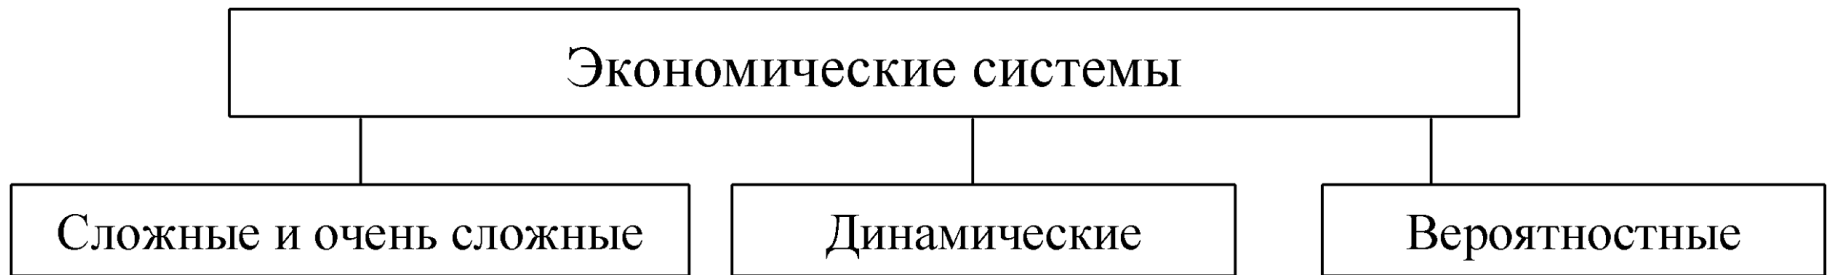 Экономические системы
Сложные и очень сложные
Динамические
Вероятностные